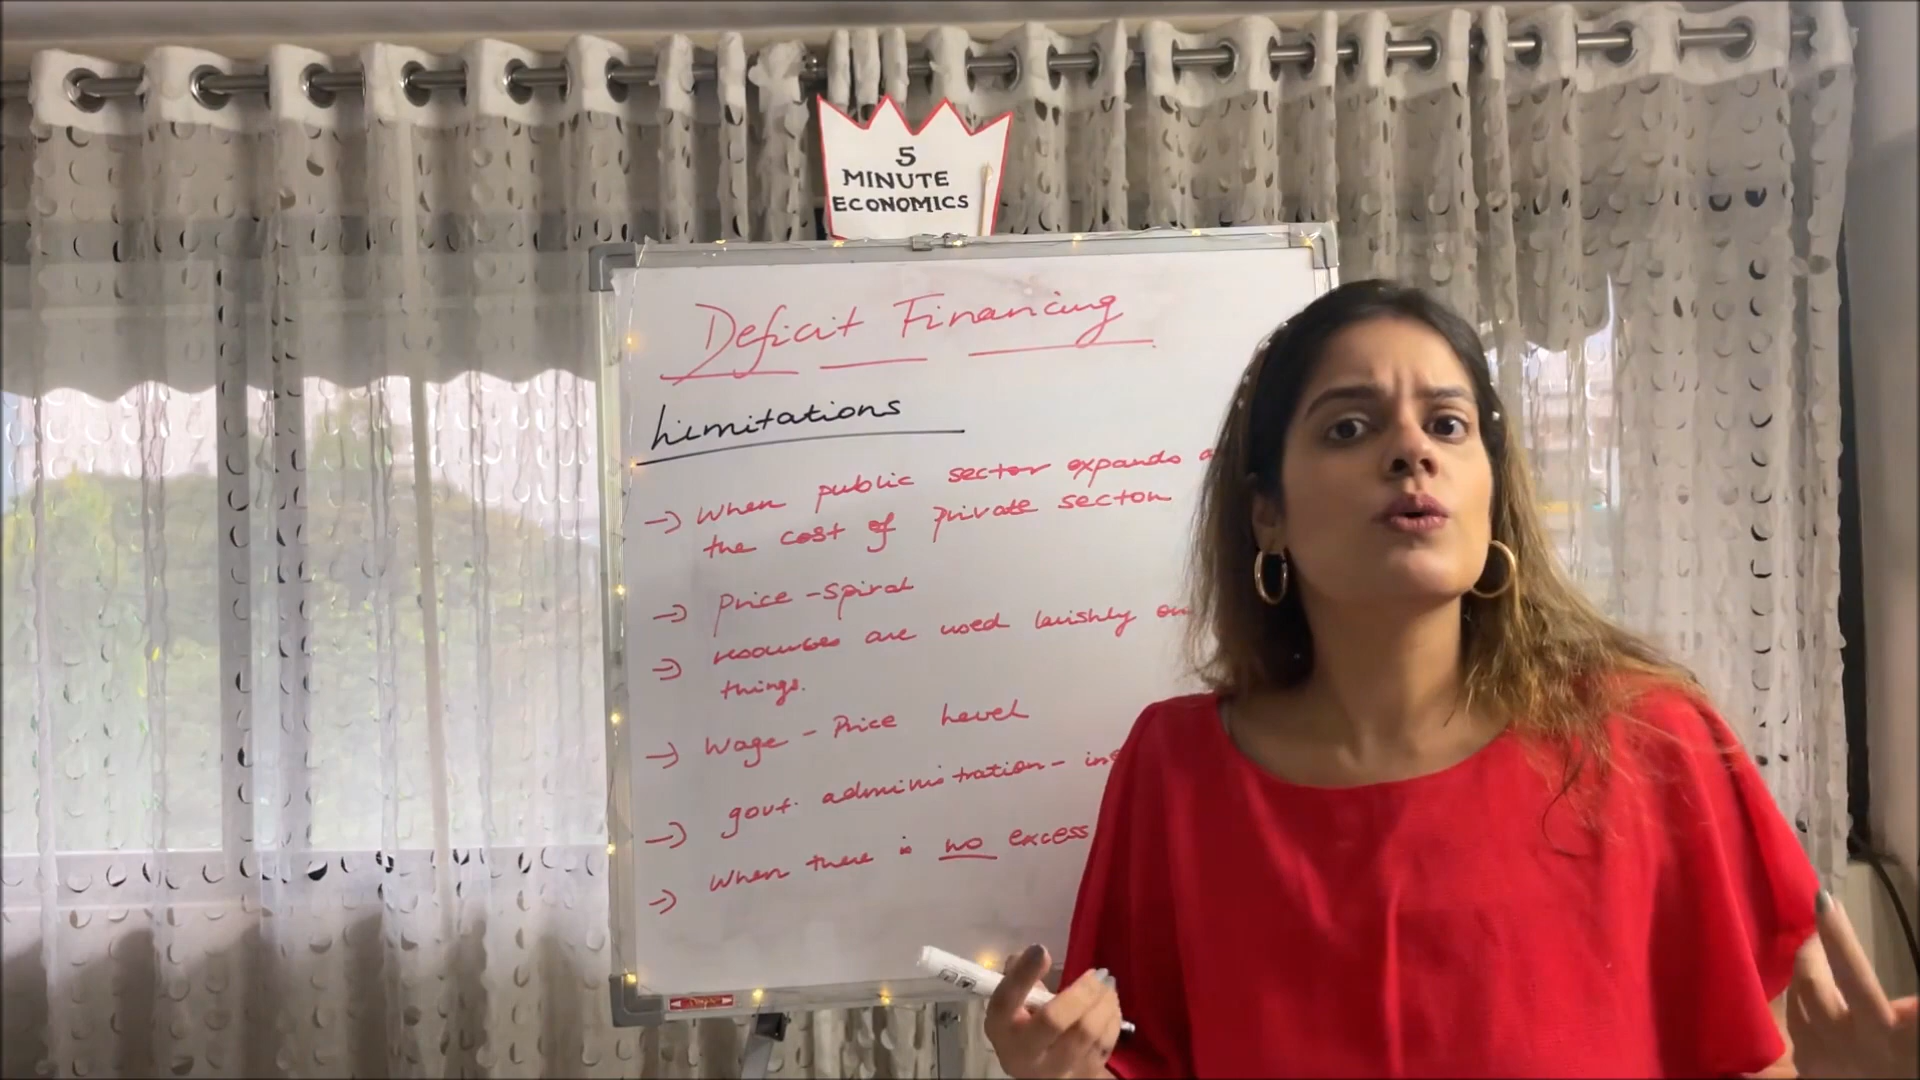 5
MINUTE
ECONOMICS
Deficit Financing
Limitations
→ When public sector expands
the cost of private sector
→ Price - Spiral
→ resources are used lavishly on
things.
→ Wage - Price Level
→ govt. administration -
→ When there is no excess